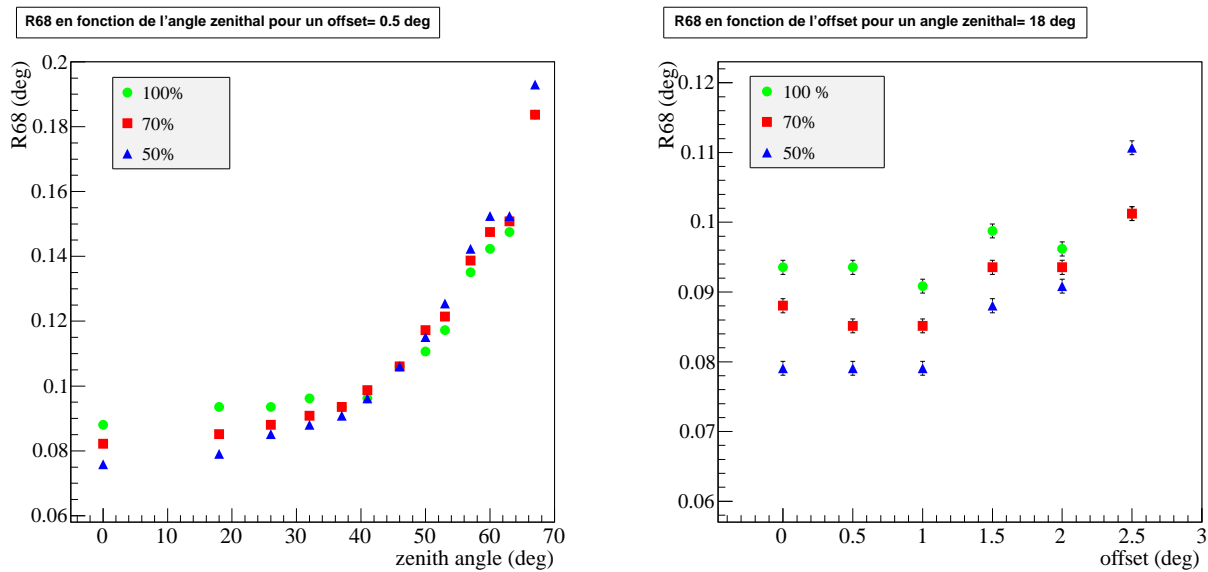 R68 en fonction de l'angle zenithal pour un offset= 0.5 deg
R68 (deg)
0.2
0.18
0.16
0.14
0.12
0.1
0.08
0.06
100%
70%
50%
0 10 20 30 40 50 60 70
zenith angle (deg)
R68 en fonction de l'offset pour un angle zenithal= 18 deg
R68 (deg)
0.12
0.11
0.1
0.09
0.08
0.07
0.06
100 %
70%
50%
0 0.5 1 1.5 2 2.5 3
offset (deg)